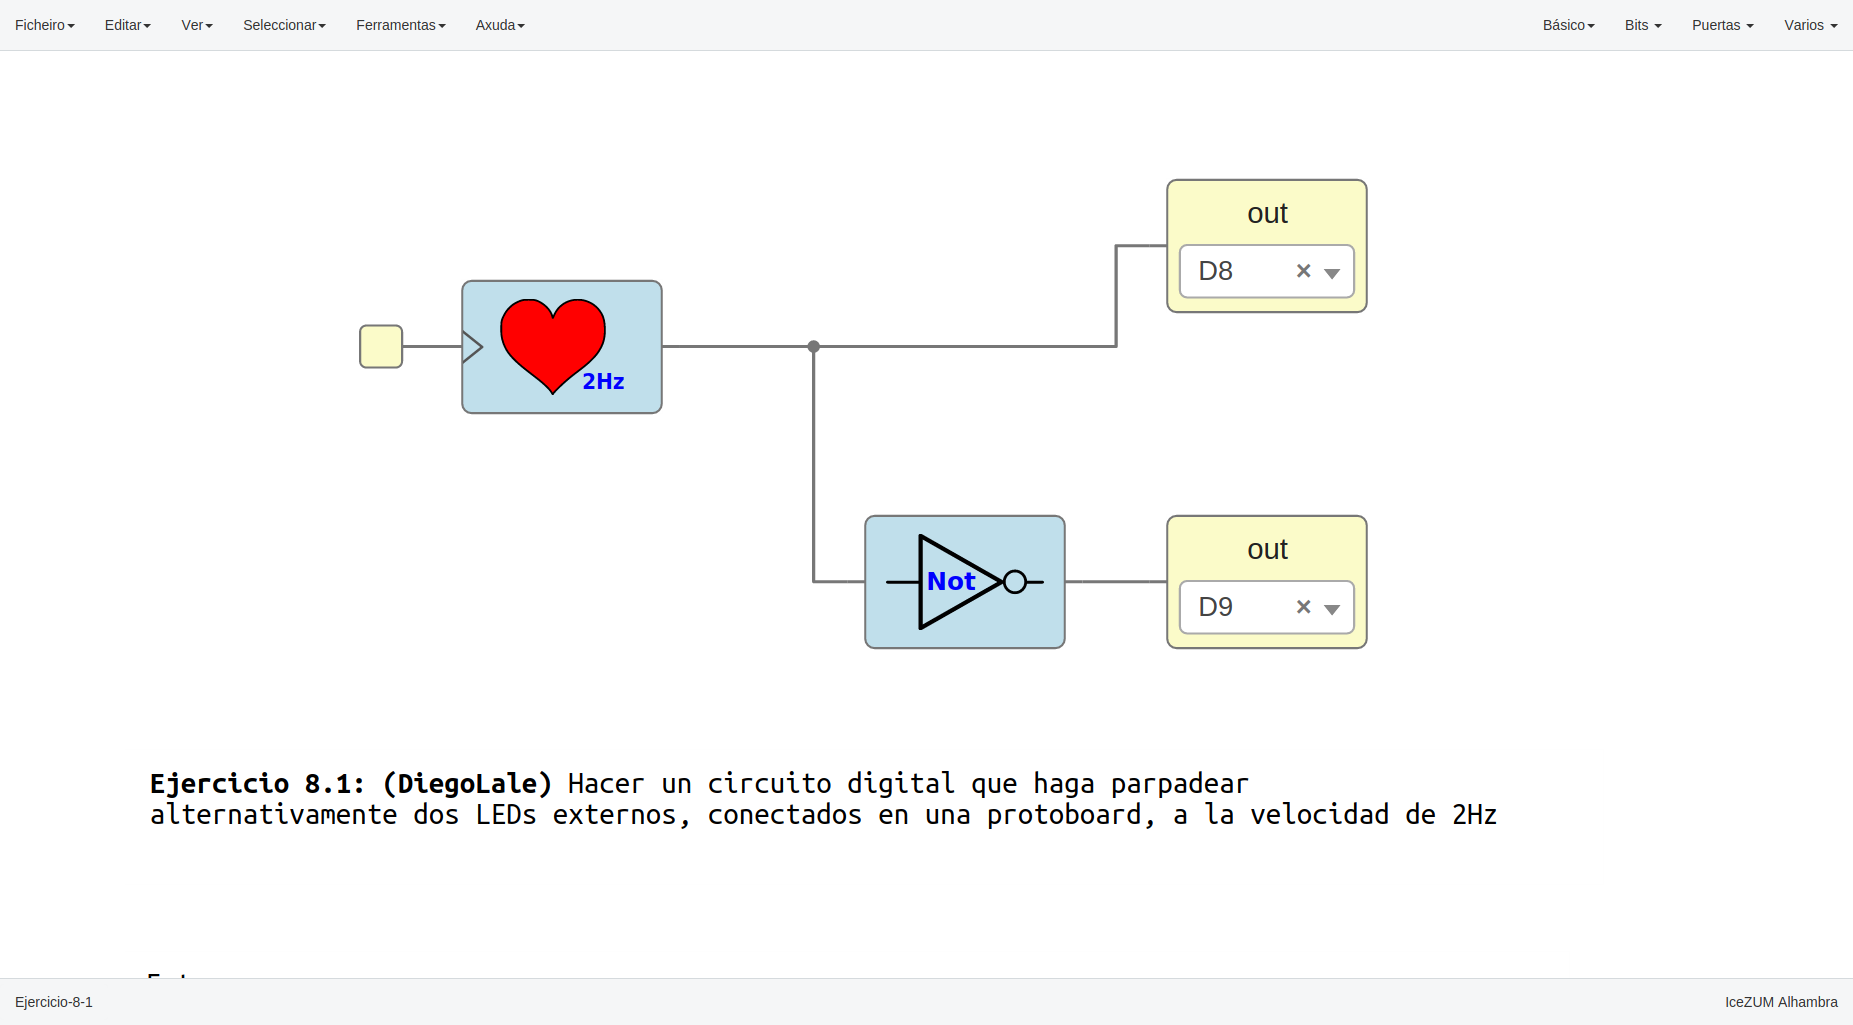 Ficheiro Editar Ver Seleccionar Ferramentas Axuda Básico Bits Puertas Varios
out
D8 ×
2Hz
Not
out
D9 ×
Ejercicio 8.1: (DiegoLale) Hacer un circuito digital que haga parpadear
alternativamente dos LEDs externos, conectados en una protoboard, a la velocidad de 2Hz
Ejercicio-8-1 IceZUM Alhambra